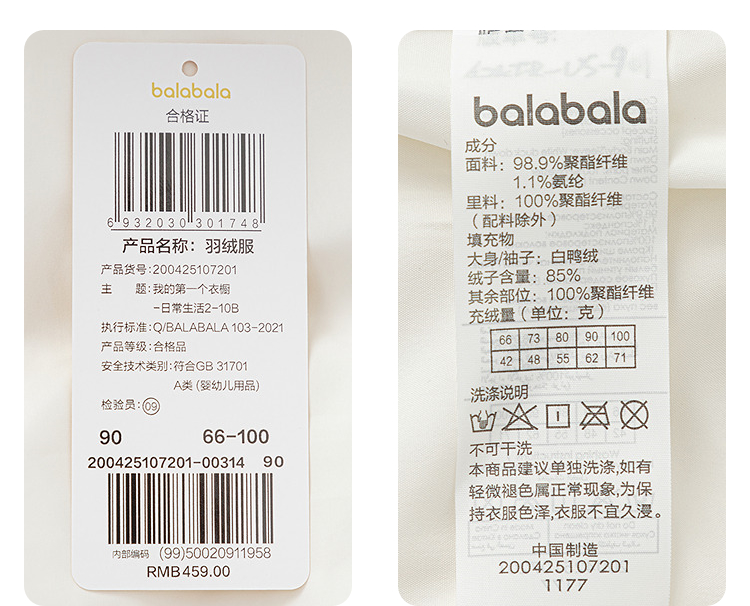 balabala
合格证
6 932030 301748
产品名称：羽绒服
产品货号:200425107201
主 题:我的第一个衣橱
-日常生活2-10B
执行标准:Q/BALABALA 103-2021
产品等级:合格品
安全技术类别:符合GB 31701
A类 (婴幼儿用品)
检验员: 09
90 66-100
200425107201-00314 90
内部编码 (99)50020911958
RMB459.00
balabala
成分
面料：98.9%聚酯纤维
1.1%氨纶
里料：100%聚酯纤维
（配料除外）
填充物
大身/袖子：白鸭绒
绒子含量：85%
其余部位：100%聚酯纤维
充绒量（单位：克）
66 73 80 90 100
42 48 55 62 71
洗涤说明
不可干洗
本商品建议单独洗涤,如有
轻微褪色属正常现象,为保
持衣服色泽,衣服不宜久漫。
中国制造
200425107201
1177